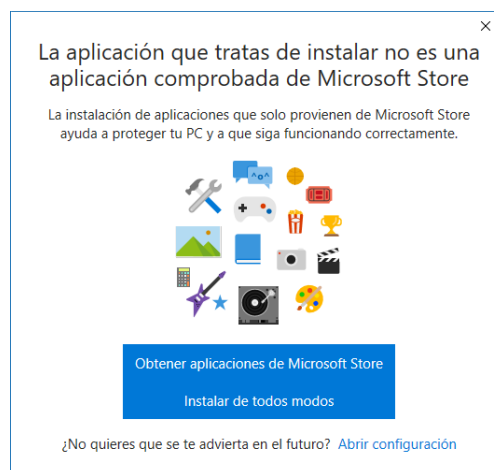 La aplicación que tratas de instalar no es una
aplicación comprobada de Microsoft Store
La instalación de aplicaciones que solo provienen de Microsoft Store
ayuda a proteger tu PC y a que siga funcionando correctamente.
^o^
Obtener aplicaciones de Microsoft Store
Instalar de todos modos
¿No quieres que se te advierta en el futuro? Abrir configuración